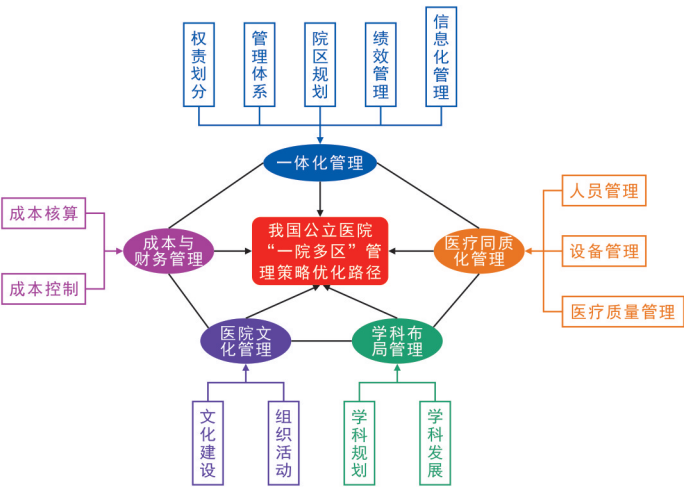 权责划分
管理体系
院区规划
绩效管理
信息化管理
一体化管理
成本核算
成本控制
成本与
财务管理
我国公立医院
“一院多区”管
理策略优化路径
医疗同质
化管理
人员管理
设备管理
医疗质量管理
医院文
化管理
学科布
局管理
文化建设
组织活动
学科规划
学科发展